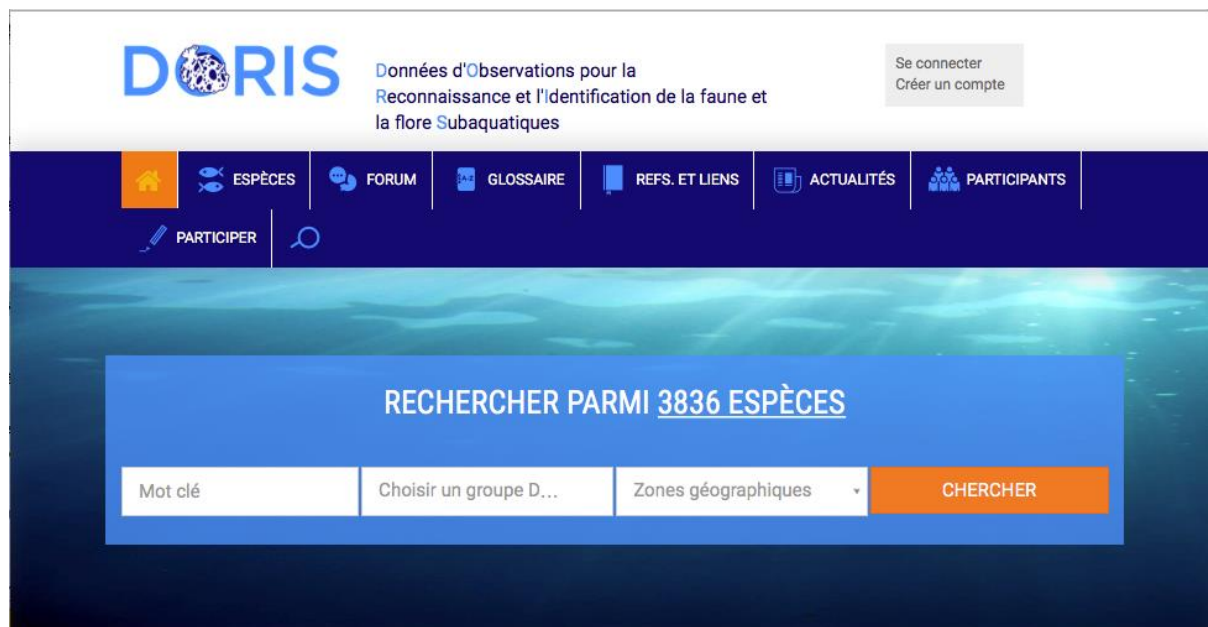 DORIS
Données d'Observations pour la
Reconnaissance et l'Identification de la faune et
la flore Subaquatiques
Se connecter
Créer un compte
ESPÈCES
FORUM
A-Z
GLOSSAIRE
REFS. ET LIENS
ACTUALITÉS
PARTICIPANTS
PARTICIPER
RECHERCHER PARMI 3836 ESPÈCES
Mot clé
Choisir un groupe D...
Zones géographiques
CHERCHER